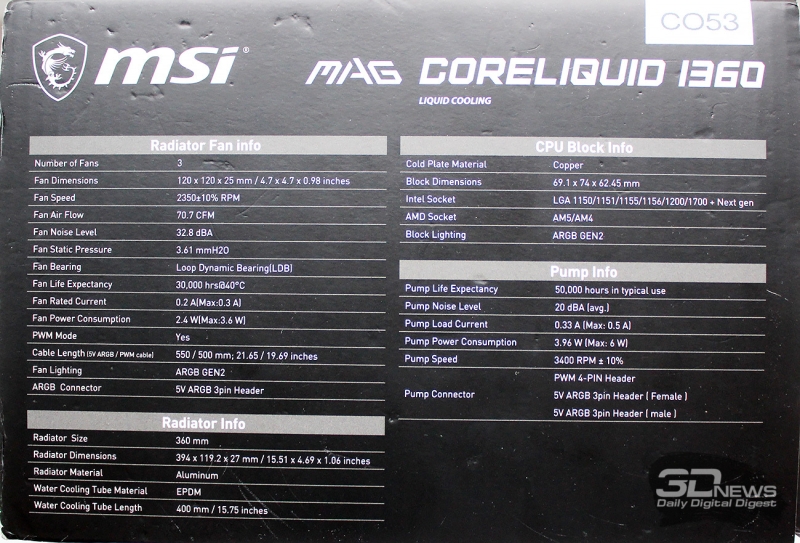 CO53
msi®
MAG CORELIQUID I360
LIQUID COOLING
Radiator Fan info
Number of Fans 3
Fan Dimensions 120 x 120 x 25 mm / 4.7 x 4.7 x 0.98 inches
Fan Speed 2350±10% RPM
Fan Air Flow 70.7 CFM
Fan Noise Level 32.8 dBA
Fan Static Pressure 3.61 mmH2O
Fan Bearing Loop Dynamic Bearing(LDB)
Fan Life Expectancy 30,000 hrs@40°C
Fan Rated Current 0.2 A(Max:0.3 A)
Fan Power Consumption 2.4 W(Max:3.6 W)
PWM Mode Yes
Cable Length (5V ARGB / PWM cable) 550 / 500 mm; 21.65 / 19.69 inches
Fan Lighting ARGB GEN2
ARGB Connector 5V ARGB 3pin Header
Radiator Info
Radiator Size 360 mm
Radiator Dimensions 394 x 119.2 x 27 mm / 15.51 x 4.69 x 1.06 inches
Radiator Material Aluminum
Water Cooling Tube Material EPDM
Water Cooling Tube Length 400 mm / 15.75 inches
CPU Block Info
Cold Plate Material Copper
Block Dimensions 69.1 x 74 x 62.45 mm
Intel Socket LGA 1150/1151/1155/1156/1200/1700 + Next gen
AMD Socket AM5/AM4
Block Lighting ARGB GEN2
Pump Info
Pump Life Expectancy 50,000 hours in typical use
Pump Noise Level 20 dBA (avg.)
Pump Load Current 0.33 A (Max: 0.5 A)
Pump Power Consumption 3.96 W (Max: 6 W)
Pump Speed 3400 RPM ± 10%
PWM 4-PIN Header
Pump Connector 5V ARGB 3pin Header ( Female )
5V ARGB 3pin Header ( male )
3DNEWS
Daily Digital Digest